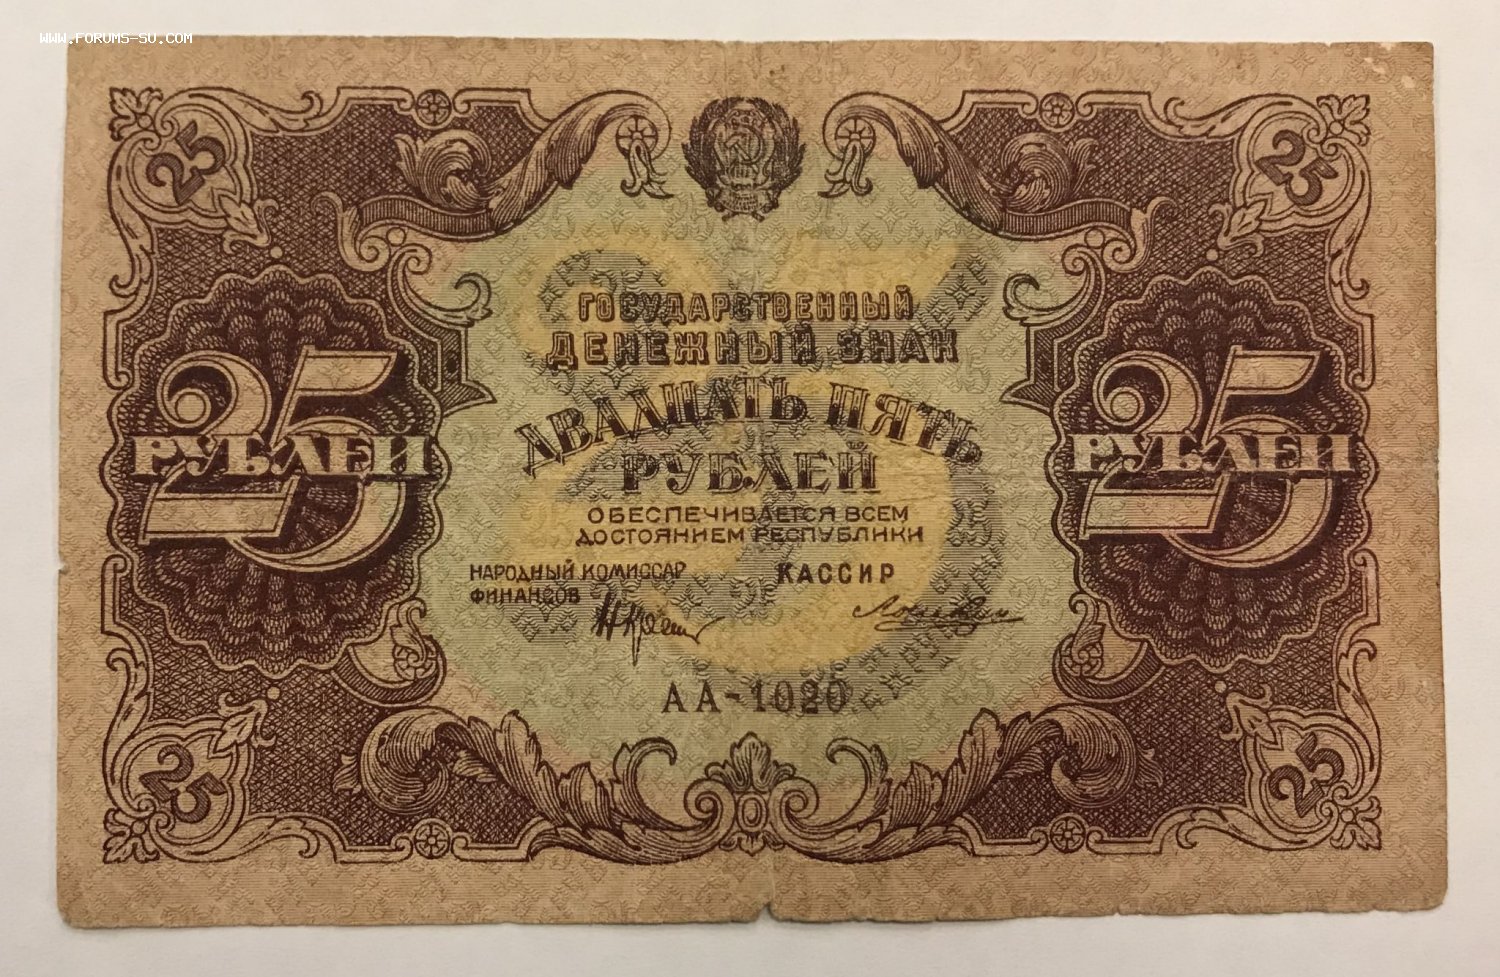 WWW.FORUMS-SU.COM
25
25
ГОСУДАРСТВЕННЫЙ
ДЕНЕЖНЫЙ ЗНАК
ДВАДЦАТЬ ПЯТЬ
РУБЛЕЙ
25
РУБЛЕЙ
25
РУБЛЕЙ
ОБЕСПЕЧИВАЕТСЯ ВСЕМ
ДОСТОЯНИЕМ РЕСПУБЛИКИ
НАРОДНЫЙ КОМИССАР
ФИНАНСОВ
КАССИР
АА-1020
25
25